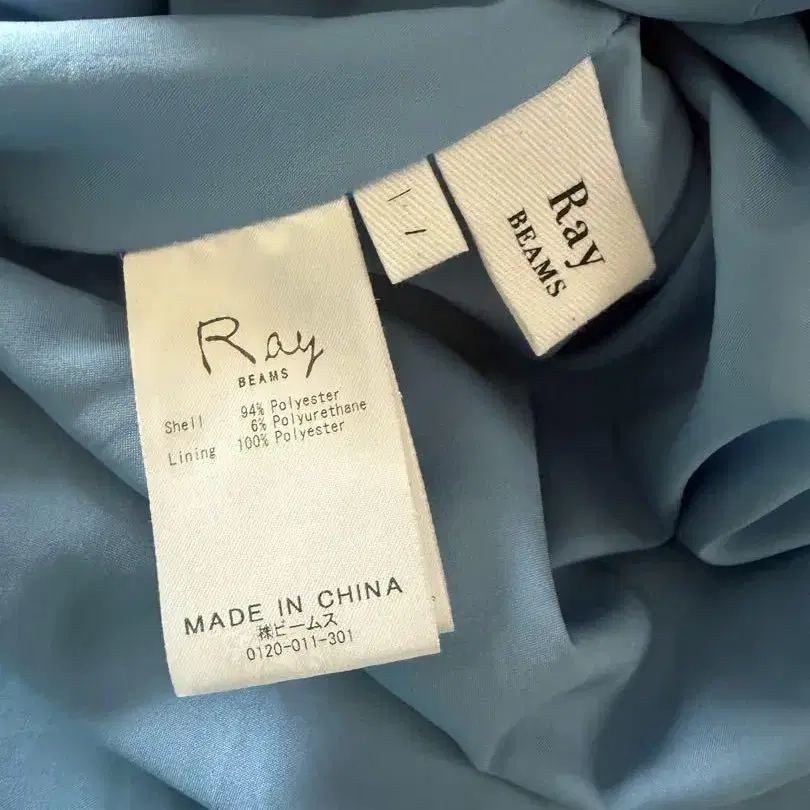 Ray
BEAMS
Shell 94% Polyester
6% Polyurethane
Lining 100% Polyester
MADE IN CHINA
㈱ビームス
0120-011-301
Ray
BEAMS